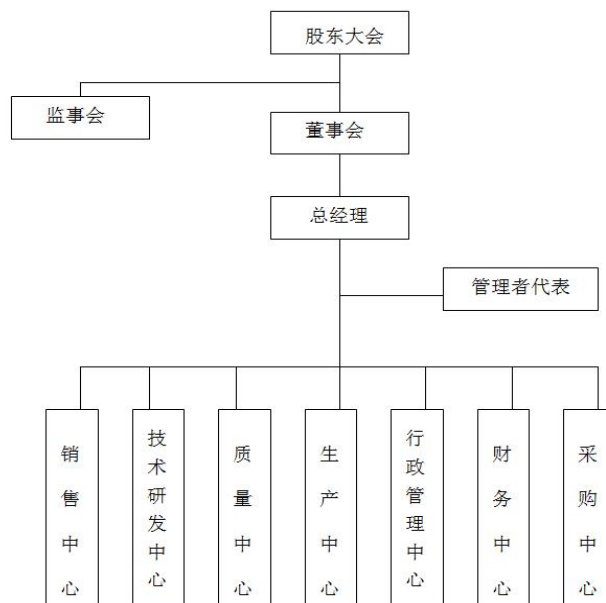 股东大会
监事会
董事会
总经理
管理者代表
销售中心
技术研发中心
质量中心
生产中心
行政管理中心
财务中心
采购中心